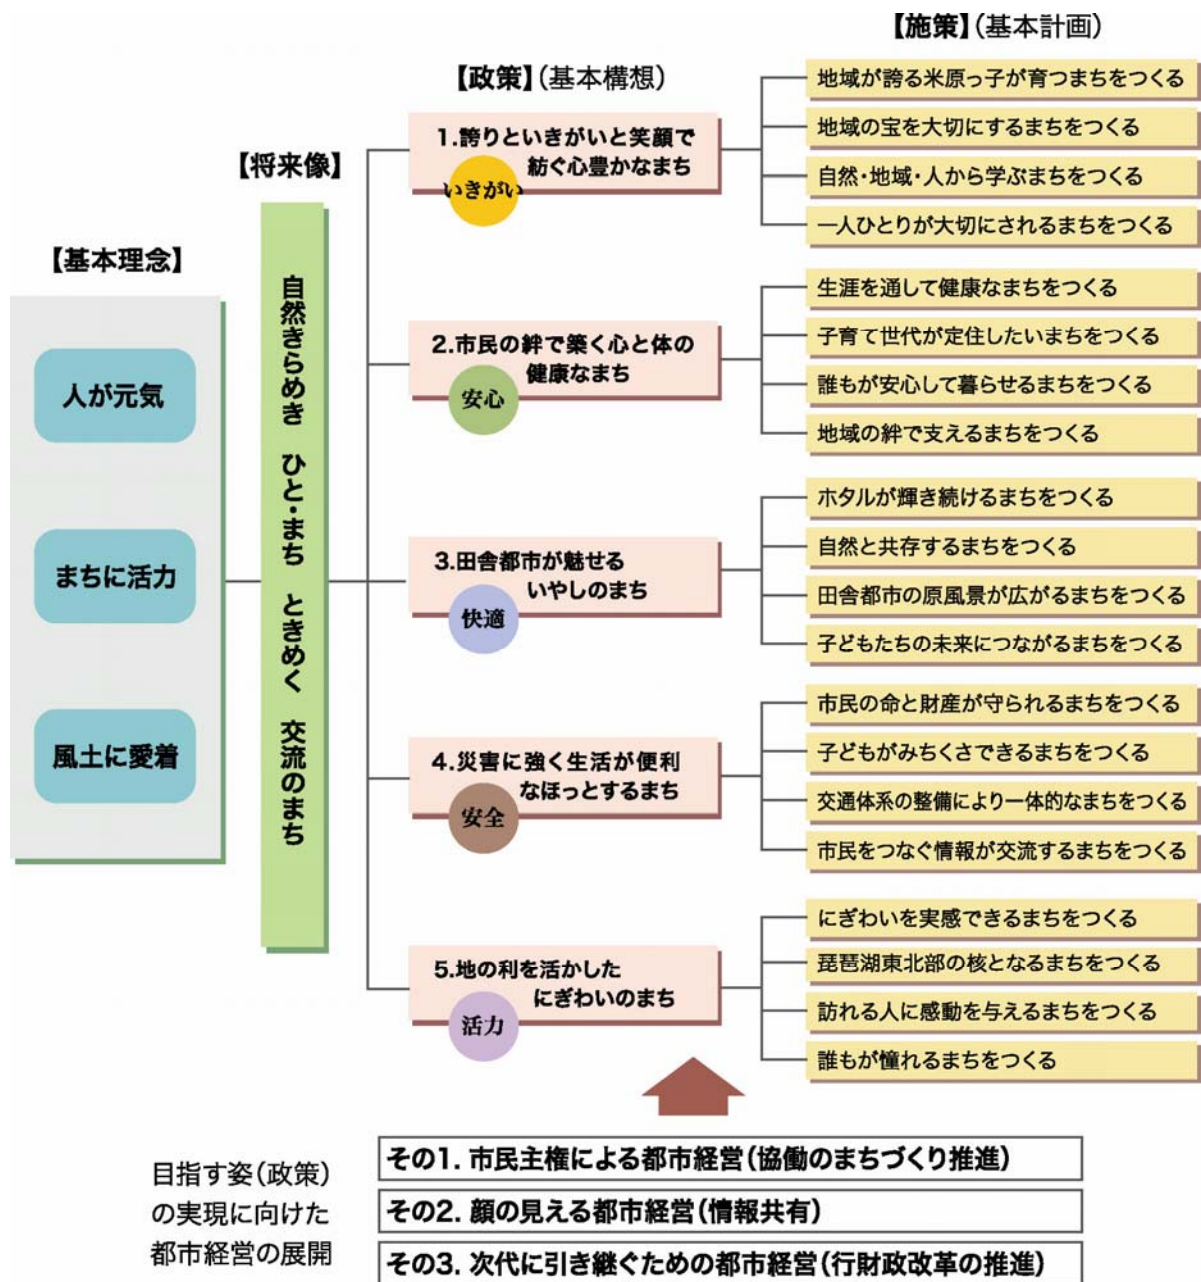 【基本理念】
人が元気
まちに活力
風土に愛着
【将来像】
自然きらめき ひと・まち ときめく 交流のまち
【政策】(基本構想)
1.誇りといきがいと笑顔で
紡ぐ心豊かなまち
いきがい
2.市民の絆で築く心と体の
健康なまち
安心
3.田舎都市が魅せる
いやしのまち
快適
4.災害に強く生活が便利
なほっとするまち
安全
5.地の利を活かした
にぎわいのまち
活力
【施策】(基本計画)
地域が誇る米原っ子が育つまちをつくる
地域の宝を大切にするまちをつくる
自然・地域・人から学ぶまちをつくる
一人ひとりが大切にされるまちをつくる
生涯を通して健康なまちをつくる
子育て世代が定住したいまちをつくる
誰もが安心して暮らせるまちをつくる
地域の絆で支えるまちをつくる
ホタルが輝き続けるまちをつくる
自然と共存するまちをつくる
田舎都市の原風景が広がるまちをつくる
子どもたちの未来につながるまちをつくる
市民の命と財産が守られるまちをつくる
子どもがみちくさできるまちをつくる
交通体系の整備により一体的なまちをつくる
市民をつなぐ情報が交流するまちをつくる
にぎわいを実感できるまちをつくる
琵琶湖東北部の核となるまちをつくる
訪れる人に感動を与えるまちをつくる
誰もが憧れるまちをつくる
目指す姿(政策)
の実現に向けた
都市経営の展開
その1. 市民主権による都市経営(協働のまちづくり推進)
その2. 顔の見える都市経営(情報共有)
その3. 次代に引き継ぐための都市経営(行財政改革の推進)